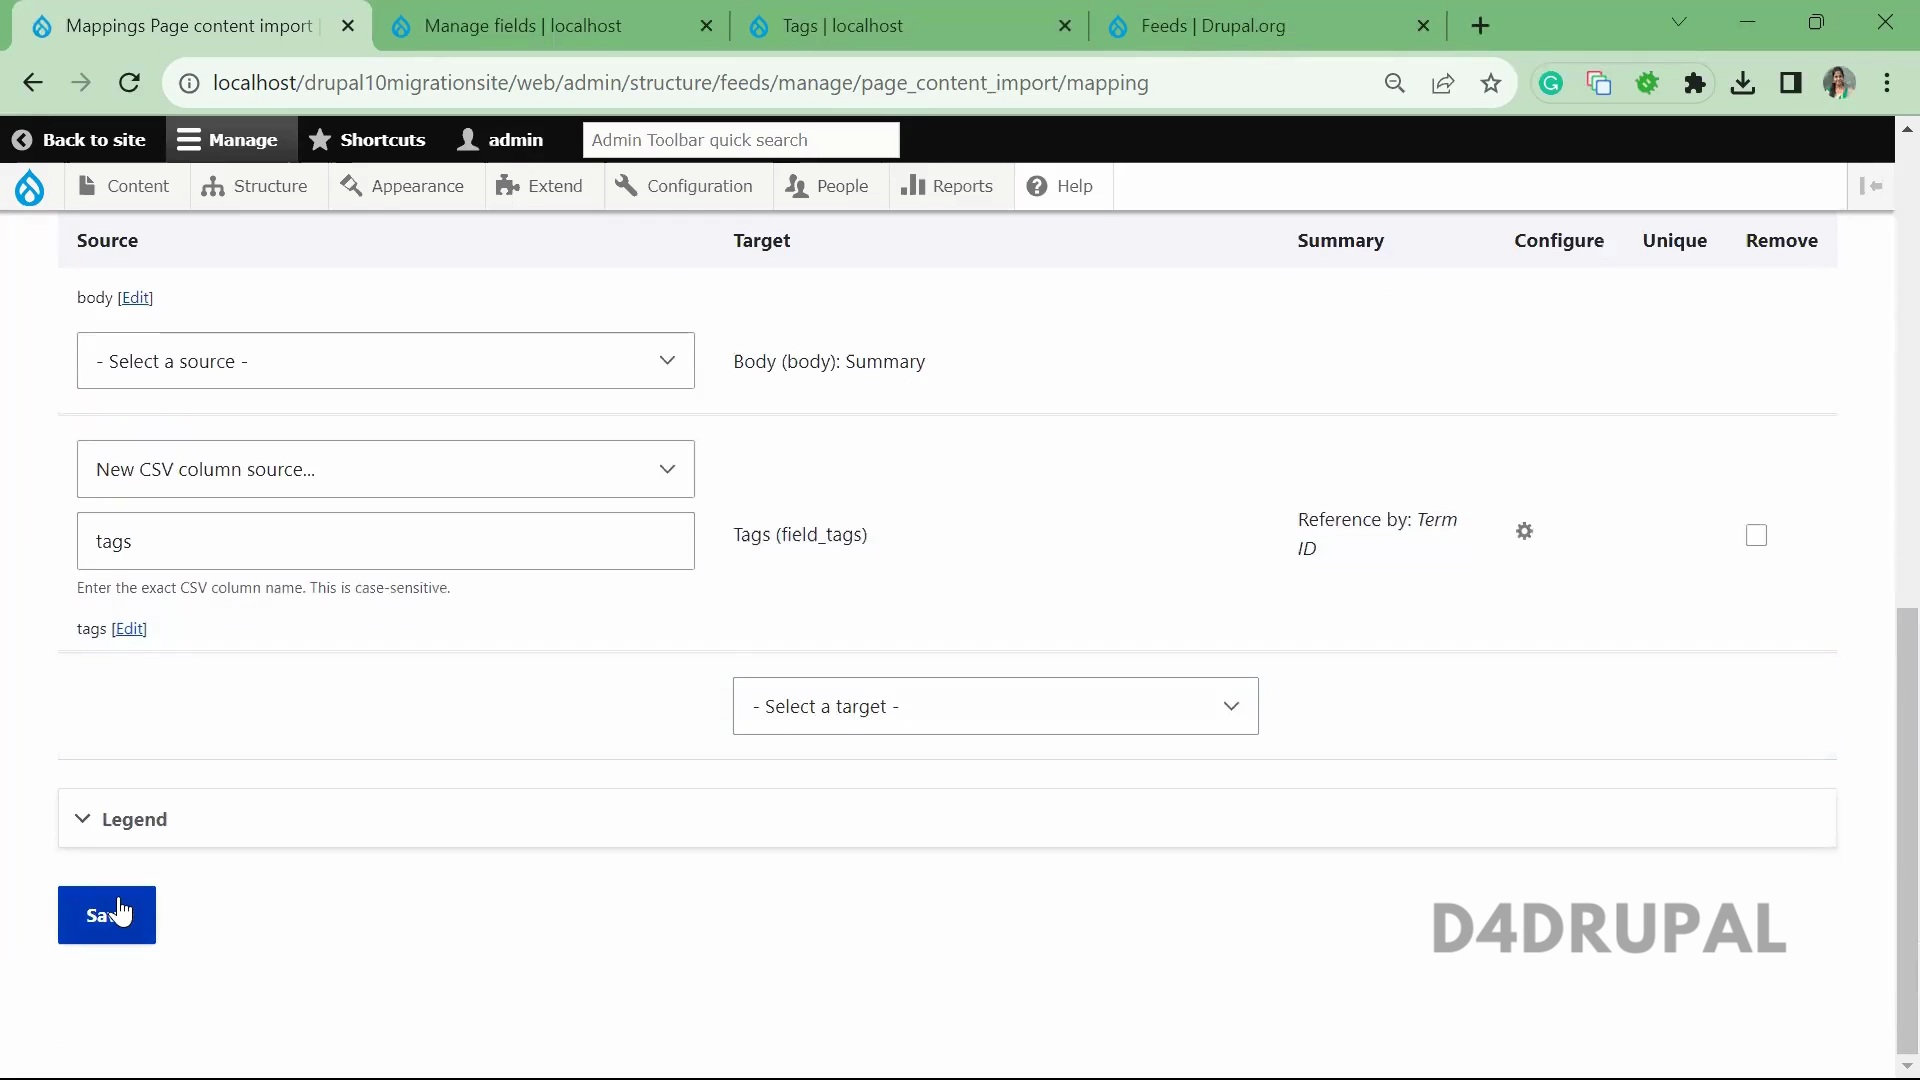 Mappings Page content import
Manage fields | localhost
Tags | localhost
Feeds | Drupal.org
localhost/drupal10migrationsite/web/admin/structure/feeds/manage/page_content_import/mapping
Back to site
Manage
Shortcuts
admin
Admin Toolbar quick search
Content
Structure
Appearance
Extend
Configuration
People
Reports
Help
Source Target Summary Configure Unique Remove
body [Edit]
- Select a source -
Body (body): Summary
New CSV column source...
tags
Enter the exact CSV column name. This is case-sensitive.
tags [Edit]
Tags (field_tags)
Reference by: Term
ID
- Select a target -
Legend
D4DRUPAL